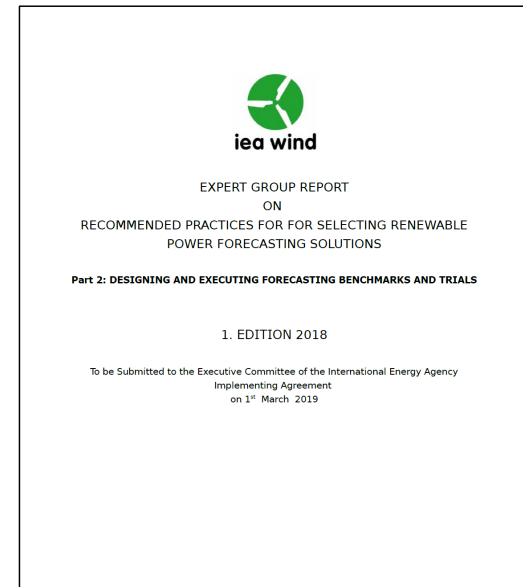 iea wind
EXPERT GROUP REPORT
ON
RECOMMENDED PRACTICES FOR FOR SELECTING RENEWABLE
POWER FORECASTING SOLUTIONS
Part 2: DESIGNING AND EXECUTING FORECASTING BENCHMARKS AND TRIALS
1. EDITION 2018
To be Submitted to the Executive Committee of the International Energy Agency
Implementing Agreement
on 1st March 2019